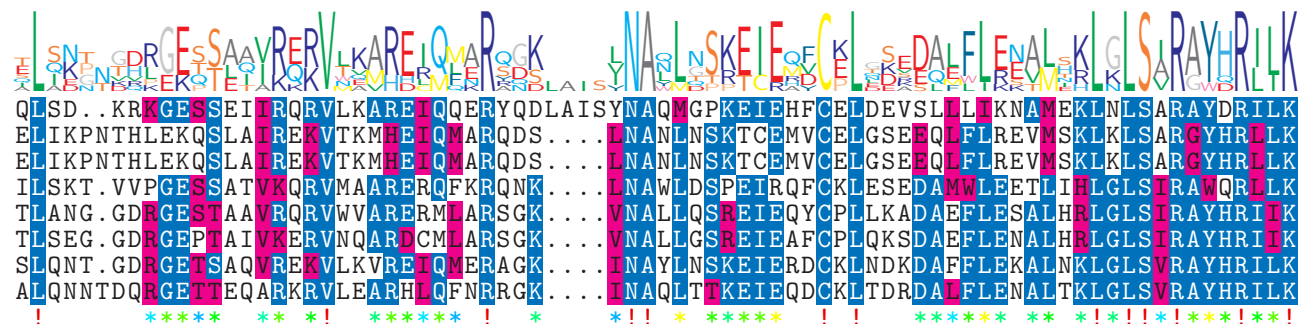 QLSD..KRKGESSEIIRQRVLKAREIQQERYQDLAISYNAQMGPKEIEHFCELDEVSLLLIKNAMEKLNLSARAYDRILK
ELIKPNTHLEKQSLAIREKVTKMHEIQMARQDS....LNANLNSKTCEMVCELGSEEQLFLREVMSKLKLSARGYHRLLK
ELIKPNTHLEKQSLAIREKVTKMHEIQMARQDS....LNANLNSKTCEMVCELGSEEQLFLREVMSKLKLSARGYHRLLK
ILSKT.VVPGESSATVKQRVMAARERQFKRQNK....LNAWLDSPEIRQFCKLESEDAMWLEETLIHLGLSIRAWQRLLK
TLANG.GDRGESTAAVRQRVWVARERMLARSGK....VNALLQSREIEQYCPLLKADAEFLESALHRLGLSIRAYHRIIK
TLSEG.GDRGEPTAIVKERVNQARDCMLARSGK....VNALLGSREIEAFCPLQKSDAEFLENALHRLGLSIRAYHRIIK
SLQNT.GDRGETSAQVREKVLKVREIQMERAGK....INAYLNSKEIERDCKLNDKDAFFLEKALNKLGLSVRAYHRILK
ALQNNTDQRGETTEQARKRVLEARHLQFNRRGK....INAQLTTKEIEQDCKLTDRDALFLENALTKLGLSVRAYHRILK